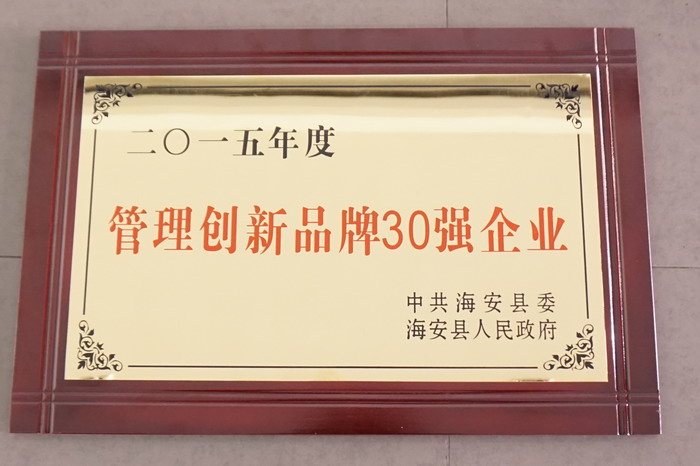 二〇一五年度
管理创新品牌30强企业
中共海安县委
海安县人民政府